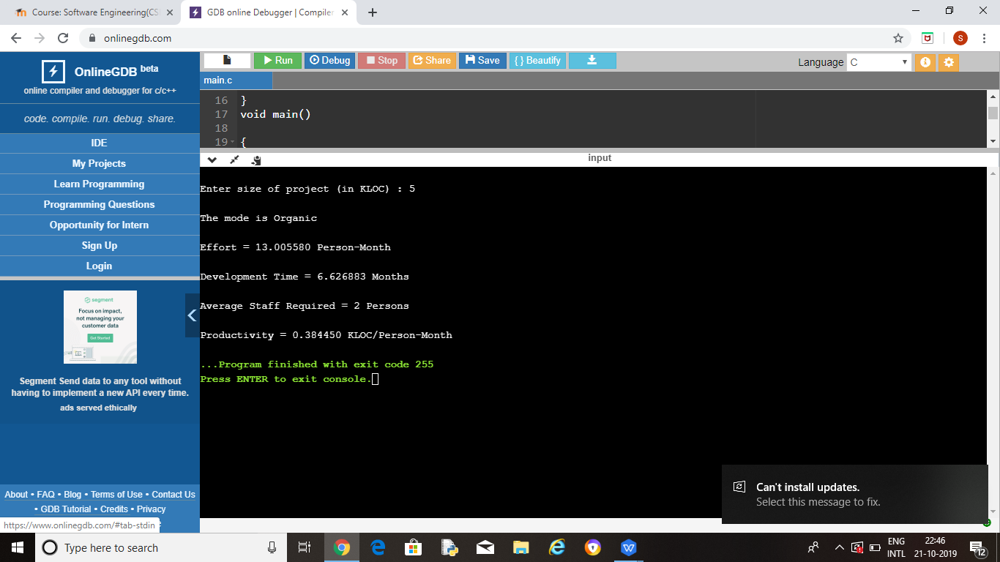 Course: Software Engineering(CS
GDB online Debugger | Compiler
onlinegdb.com
S
OnlineGDB beta
online compiler and debugger for c/c++
code. compile. run. debug. share.
IDE
My Projects
Learn Programming
Programming Questions
Opportunity for Intern
Sign Up
Login
segment
Focus on impact,
not managing your
customer data
Get Started
Segment Send data to any tool without
having to implement a new API every time.
ads served ethically
About • FAQ • Blog • Terms of Use • Contact Us
• GDB Tutorial • Credits • Privacy
https://www.onlinegdb.com/#tab-stdin
Run Debug Stop Share Save { } Beautify
Language C
main.c
16 }
17 void main()
18
19 {
input
Enter size of project (in KLOC) : 5
The mode is Organic
Effort = 13.005580 Person-Month
Development Time = 6.626883 Months
Average Staff Required = 2 Persons
Productivity = 0.384450 KLOC/Person-Month
...Program finished with exit code 255
Press ENTER to exit console.
Can't install updates.
Select this message to fix.
Type here to search
ENG
INTL
22:46
21-10-2019
12